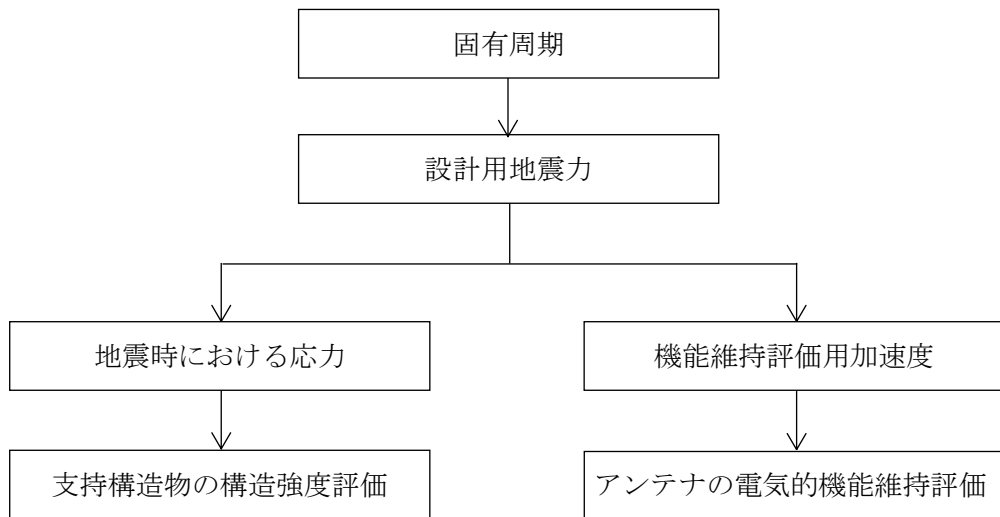 固有周期
設計用地震力
地震時における応力
機能維持評価用加速度
支持構造物の構造強度評価
アンテナの電気的機能維持評価